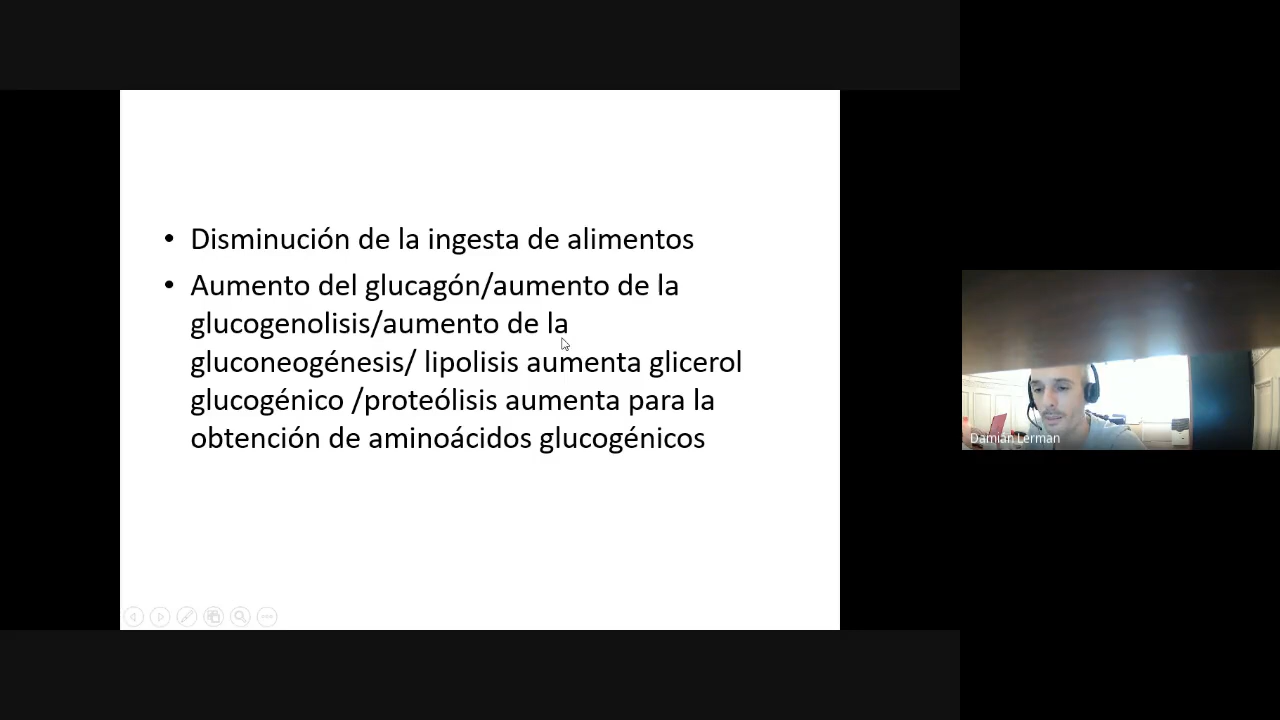 • Disminución de la ingesta de alimentos
• Aumento del glucagón/aumento de la
glucogenolisis/aumento de la
gluconeogénesis/ lipolisis aumenta glicerol
glucogénico /proteólisis aumenta para la
obtención de aminoácidos glucogénicos
Damián Lerman